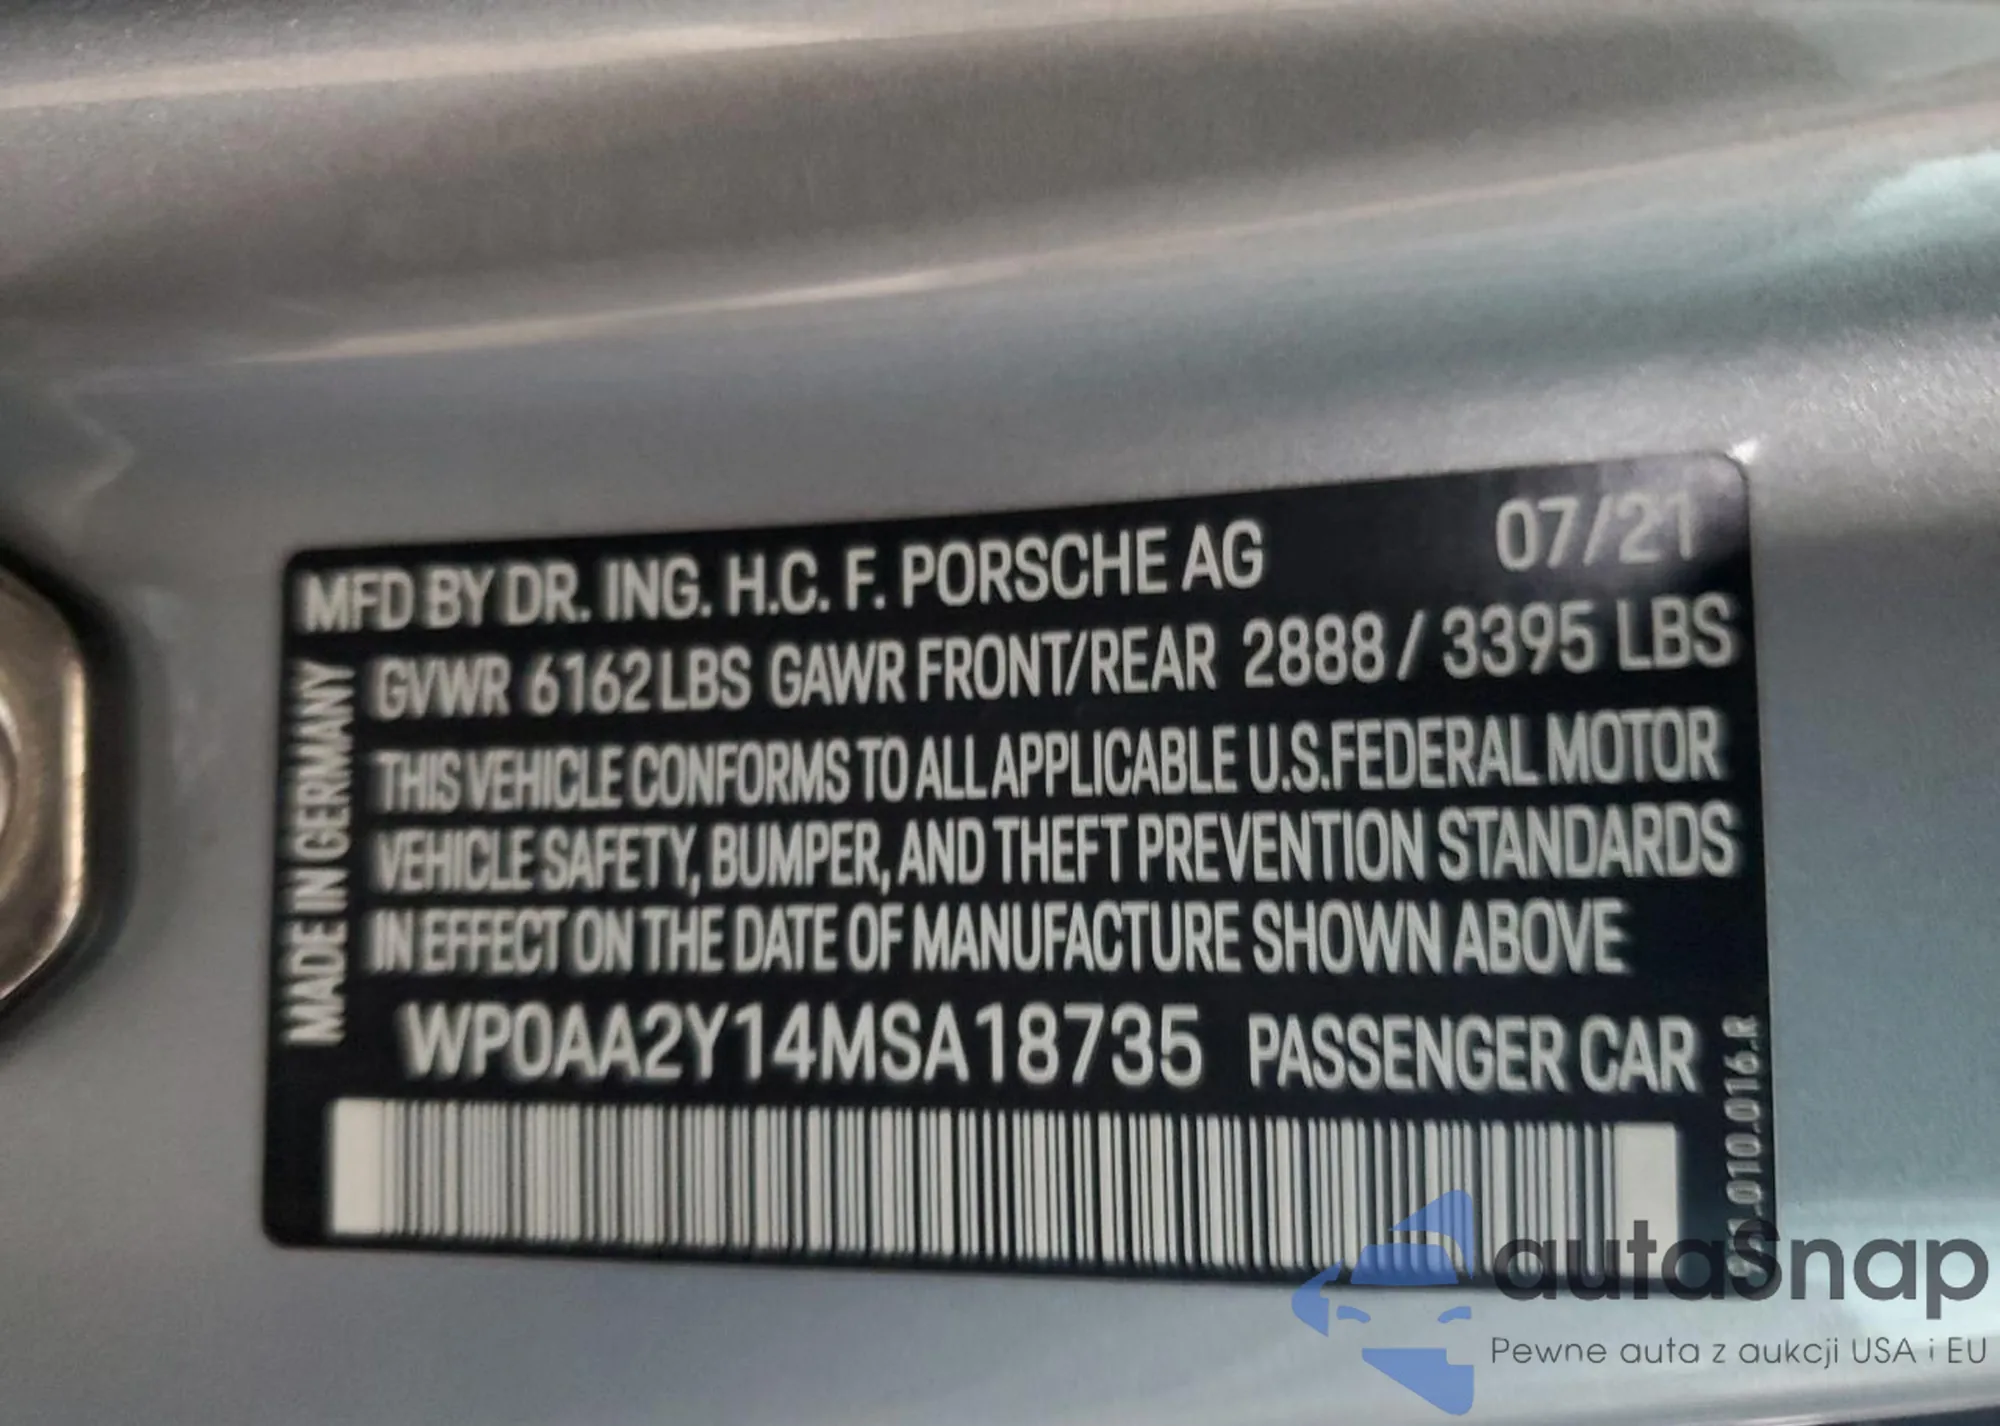 MFD BY DR. ING. H.C. F. PORSCHE AG 07/21
GVWR 6162 LBS GAWR FRONT/REAR 2888 / 3395 LBS
THIS VEHICLE CONFORMS TO ALL APPLICABLE U.S.FEDERAL MOTOR
VEHICLE SAFETY, BUMPER, AND THEFT PREVENTION STANDARDS
IN EFFECT ON THE DATE OF MANUFACTURE SHOWN ABOVE
WP0AA2Y14MSA18735 PASSENGER CAR
MADE IN GERMANY
autasnap
Pewne auta z aukcji USA i EU